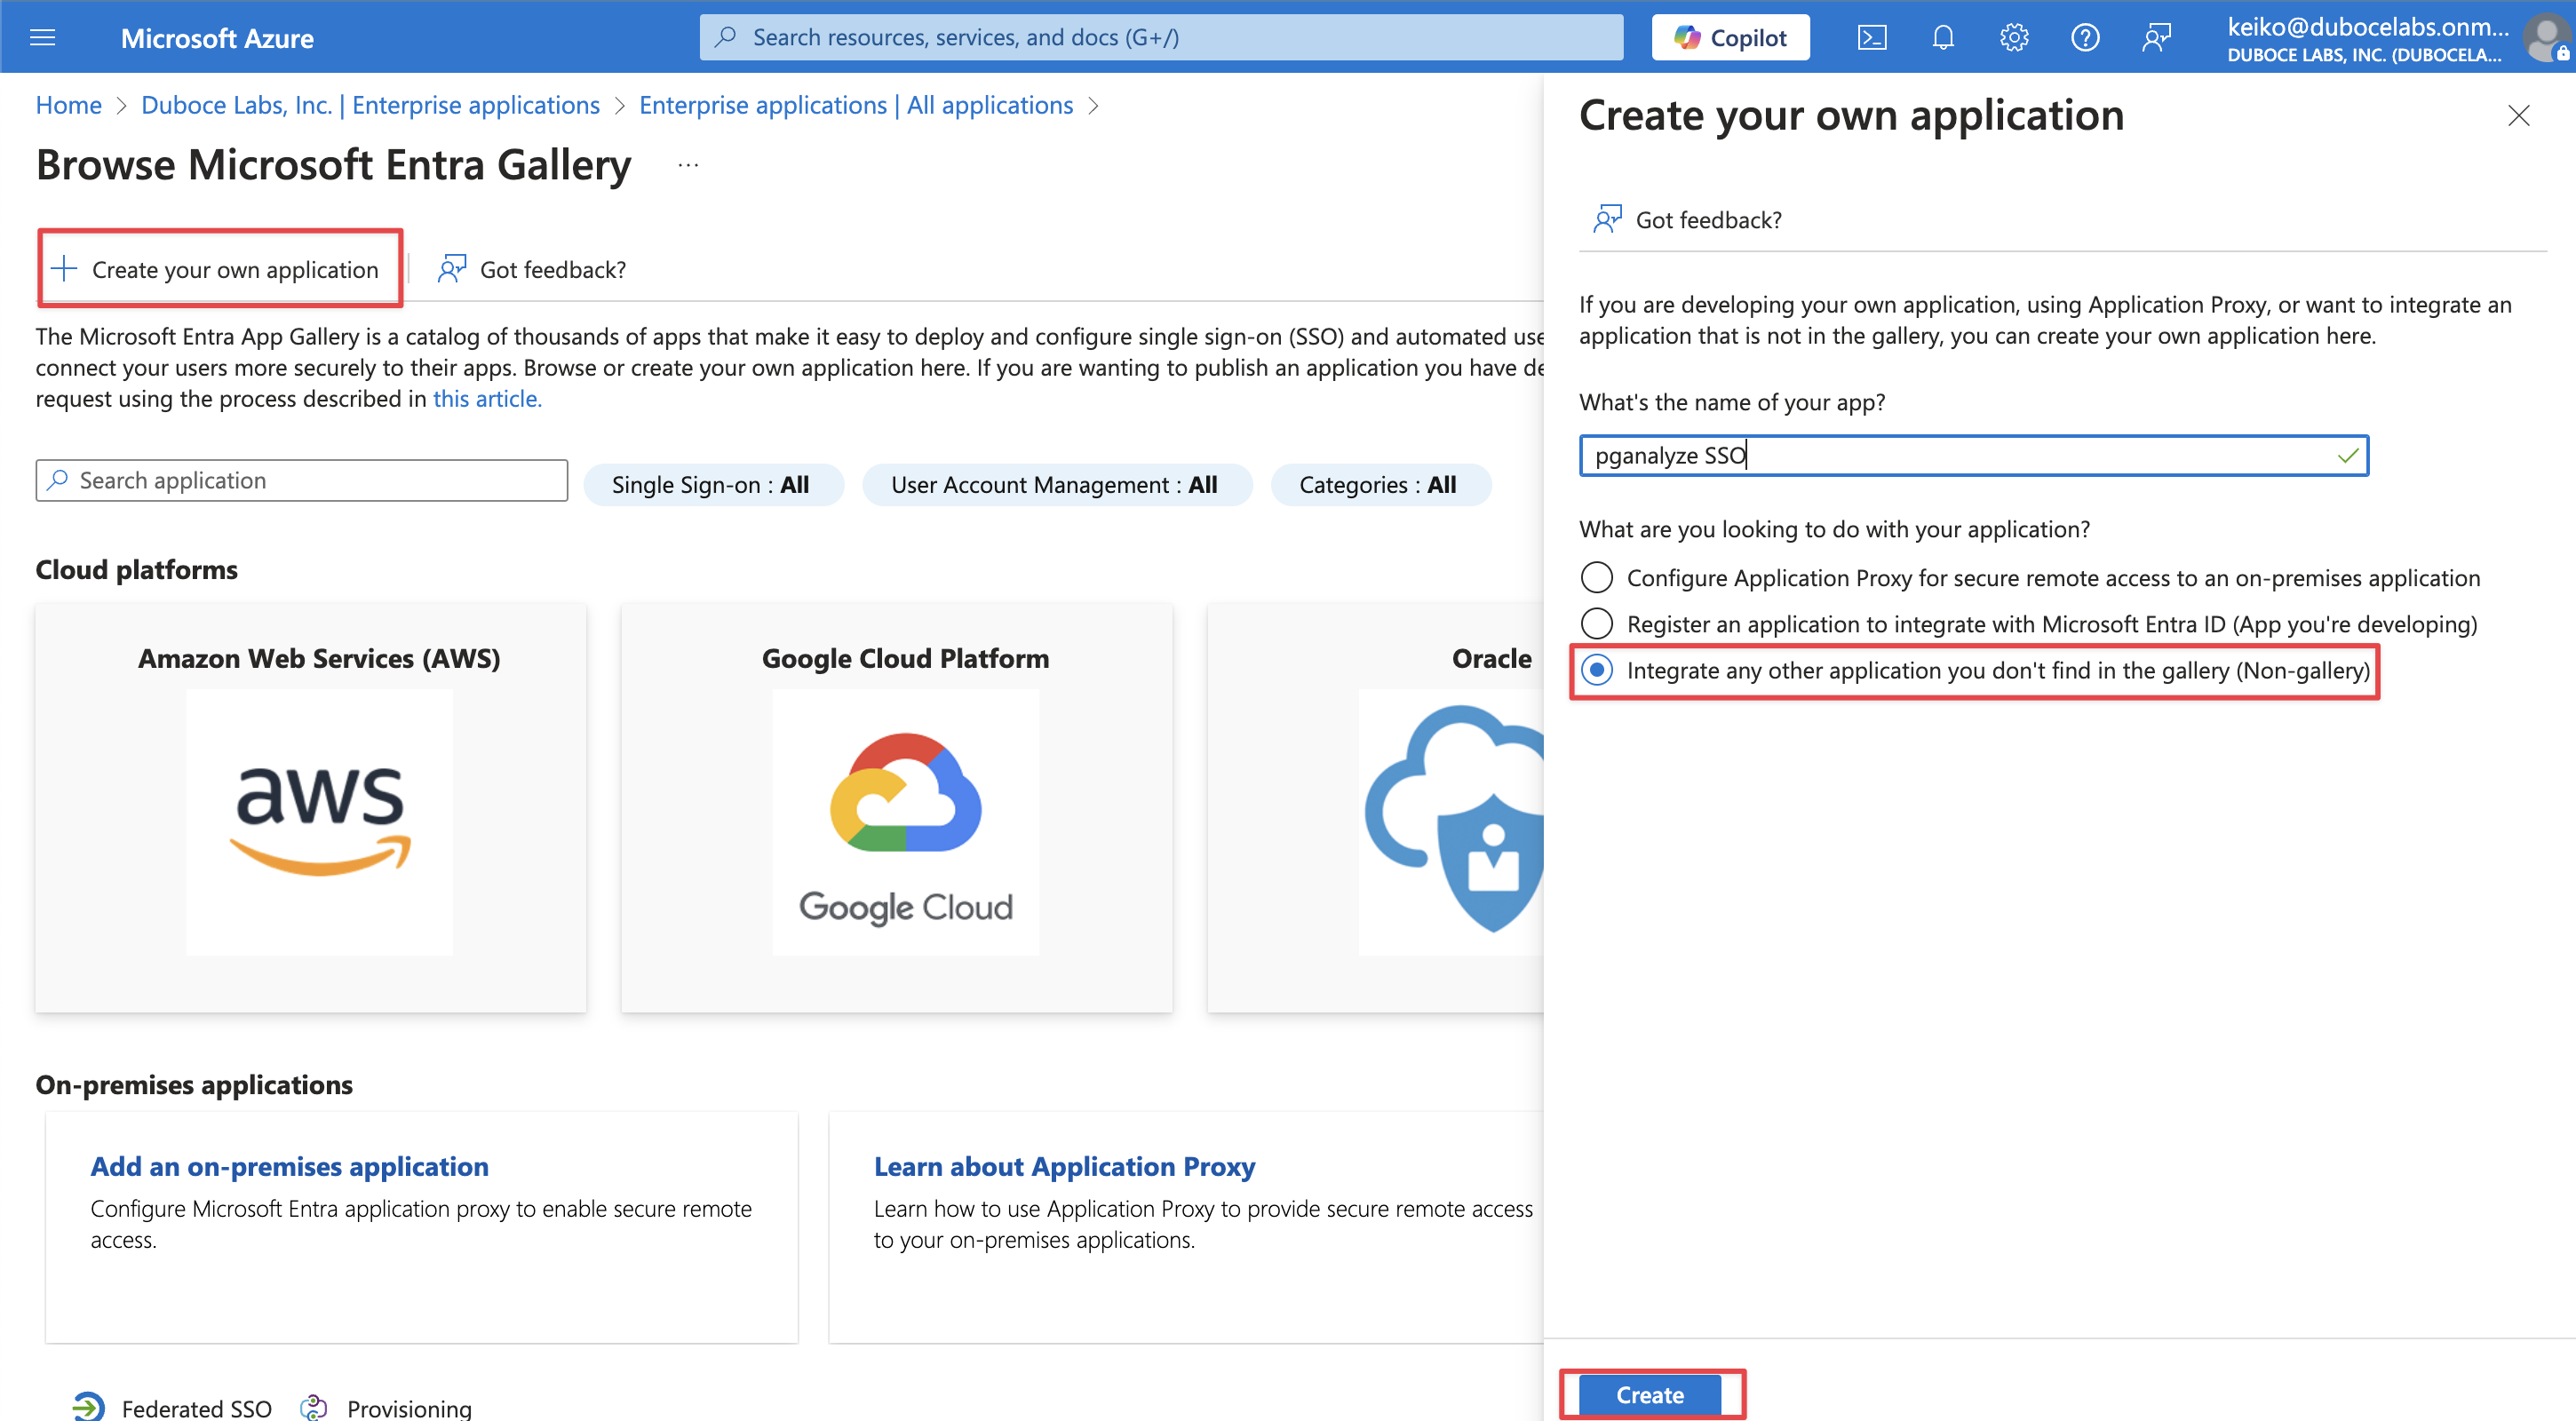 Microsoft Azure
Search resources, services, and docs (G+/)
Copilot
keiko@dubocelabs.onm...
DUBOCE LABS, INC. (DUBOCELA...
Home > Duboce Labs, Inc. | Enterprise applications > Enterprise applications | All applications >
Browse Microsoft Entra Gallery ...
Create your own application
Got feedback?
The Microsoft Entra App Gallery is a catalog of thousands of apps that make it easy to deploy and configure single sign-on (SSO) and automated use
connect your users more securely to their apps. Browse or create your own application here. If you are wanting to publish an application you have de
request using the process described in this article.
Search application
Single Sign-on : All
User Account Management : All
Categories : All
Cloud platforms
Amazon Web Services (AWS)
aws
Google Cloud Platform
Google Cloud
Oracle
On-premises applications
Add an on-premises application
Configure Microsoft Entra application proxy to enable secure remote
access.
Learn about Application Proxy
Learn how to use Application Proxy to provide secure remote access
to your on-premises applications.
Federated SSO
Provisioning
Create your own application
Got feedback?
If you are developing your own application, using Application Proxy, or want to integrate an
application that is not in the gallery, you can create your own application here.
What's the name of your app?
pganalyze SSO
What are you looking to do with your application?
Configure Application Proxy for secure remote access to an on-premises application
Register an application to integrate with Microsoft Entra ID (App you're developing)
Integrate any other application you don't find in the gallery (Non-gallery)
Create